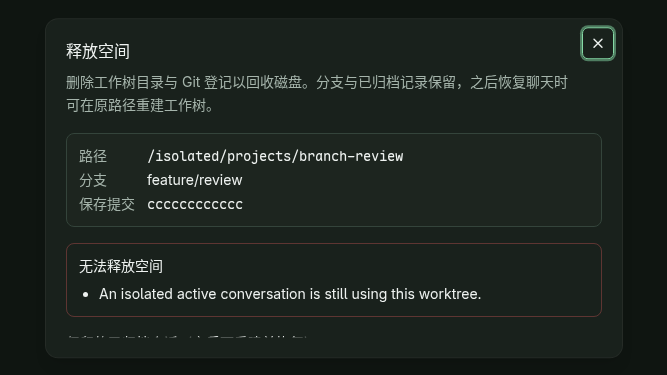 释放空间
删除工作树目录与 Git 登记以回收磁盘。分支与已归档记录保留，之后恢复聊天时
可在原路径重建工作树。
路径 /isolated/projects/branch-review
分支 feature/review
保存提交 cccccccccccc
无法释放空间
• An isolated active conversation is still using this worktree.